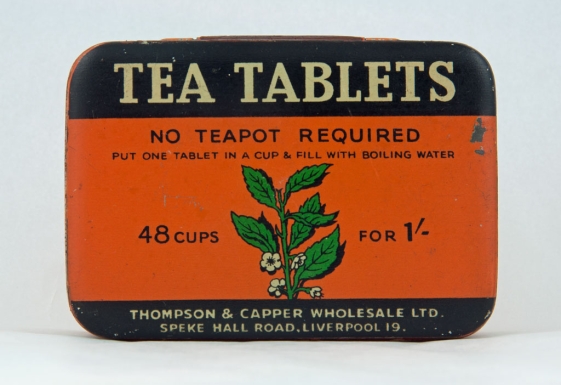 TEA TABLETS
NO TEAPOT REQUIRED
PUT ONE TABLET IN A CUP & FILL WITH BOILING WATER
48 CUPS FOR 1/-
THOMPSON & CAPPER WHOLESALE LTD.
SPEKE HALL ROAD, LIVERPOOL 19.